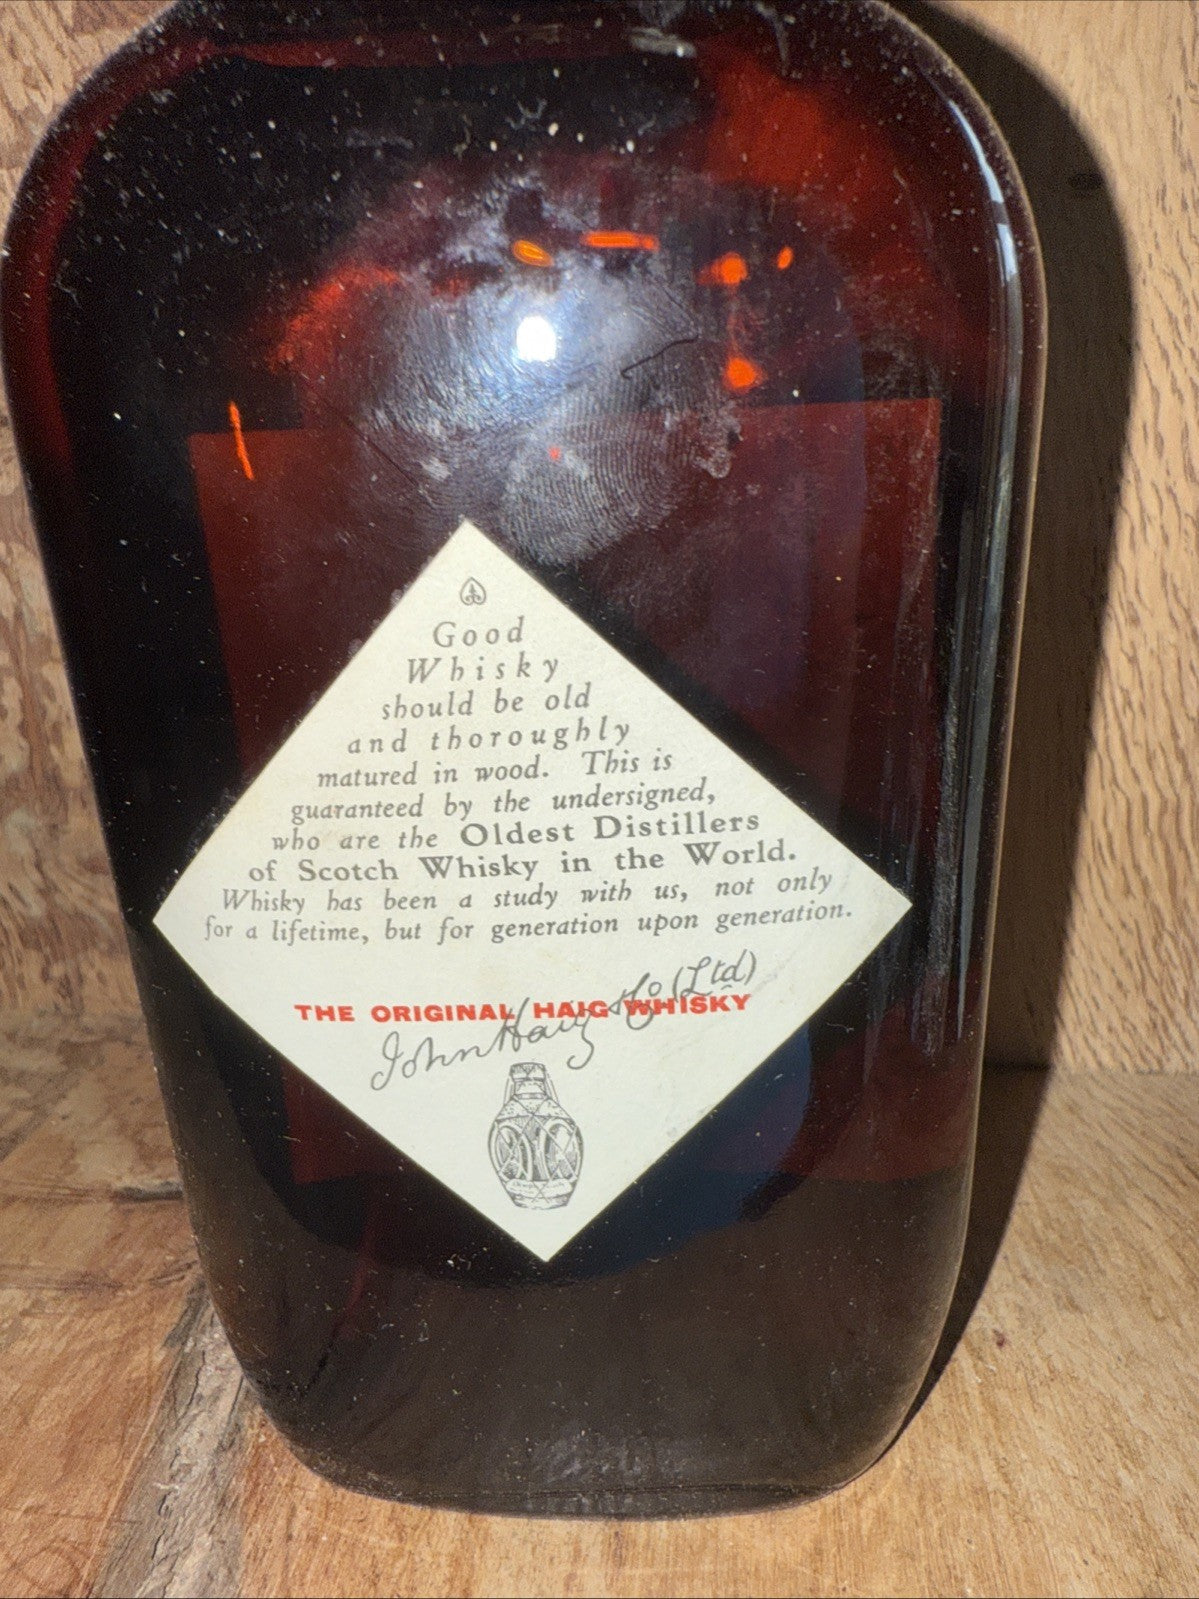 Good
Whisky
should be old
and thoroughly
matured in wood. This is
guaranteed by the undersigned,
who are the Oldest Distillers
of Scotch Whisky in the World.
Whisky has been a study with us, not only
for a lifetime, but for generation upon generation.
THE ORIGINAL HAIG WHISKY
John Haig & Co (Ltd)